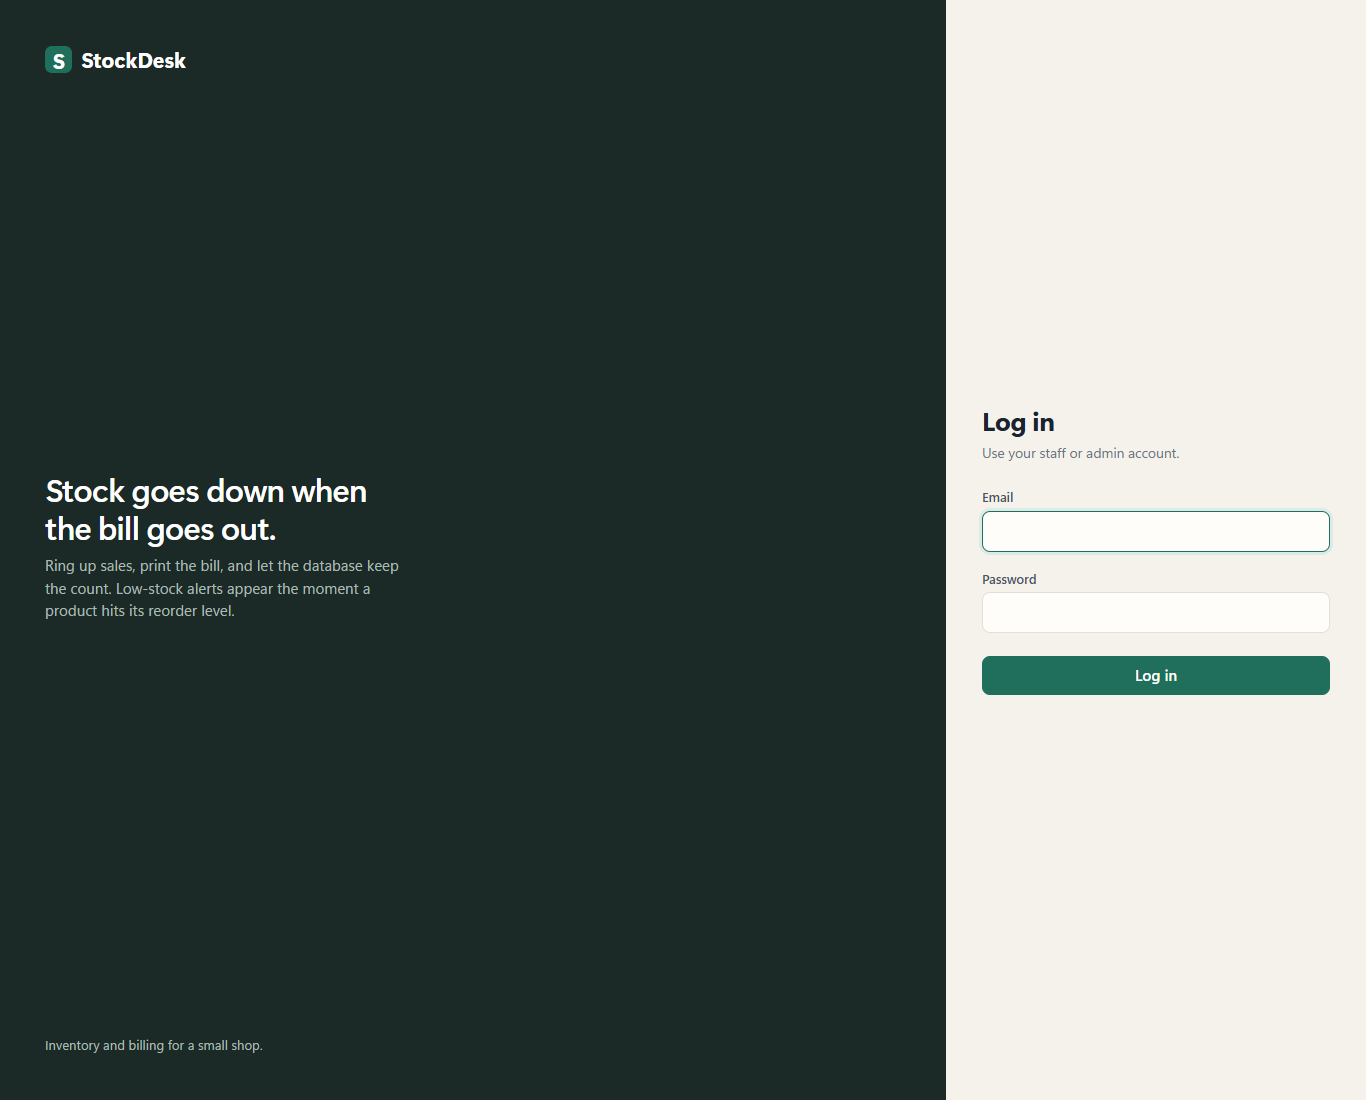 S StockDesk
Stock goes down when
the bill goes out.
Ring up sales, print the bill, and let the database keep
the count. Low-stock alerts appear the moment a
product hits its reorder level.
Inventory and billing for a small shop.
Log in
Use your staff or admin account.
Email
Password
Log in